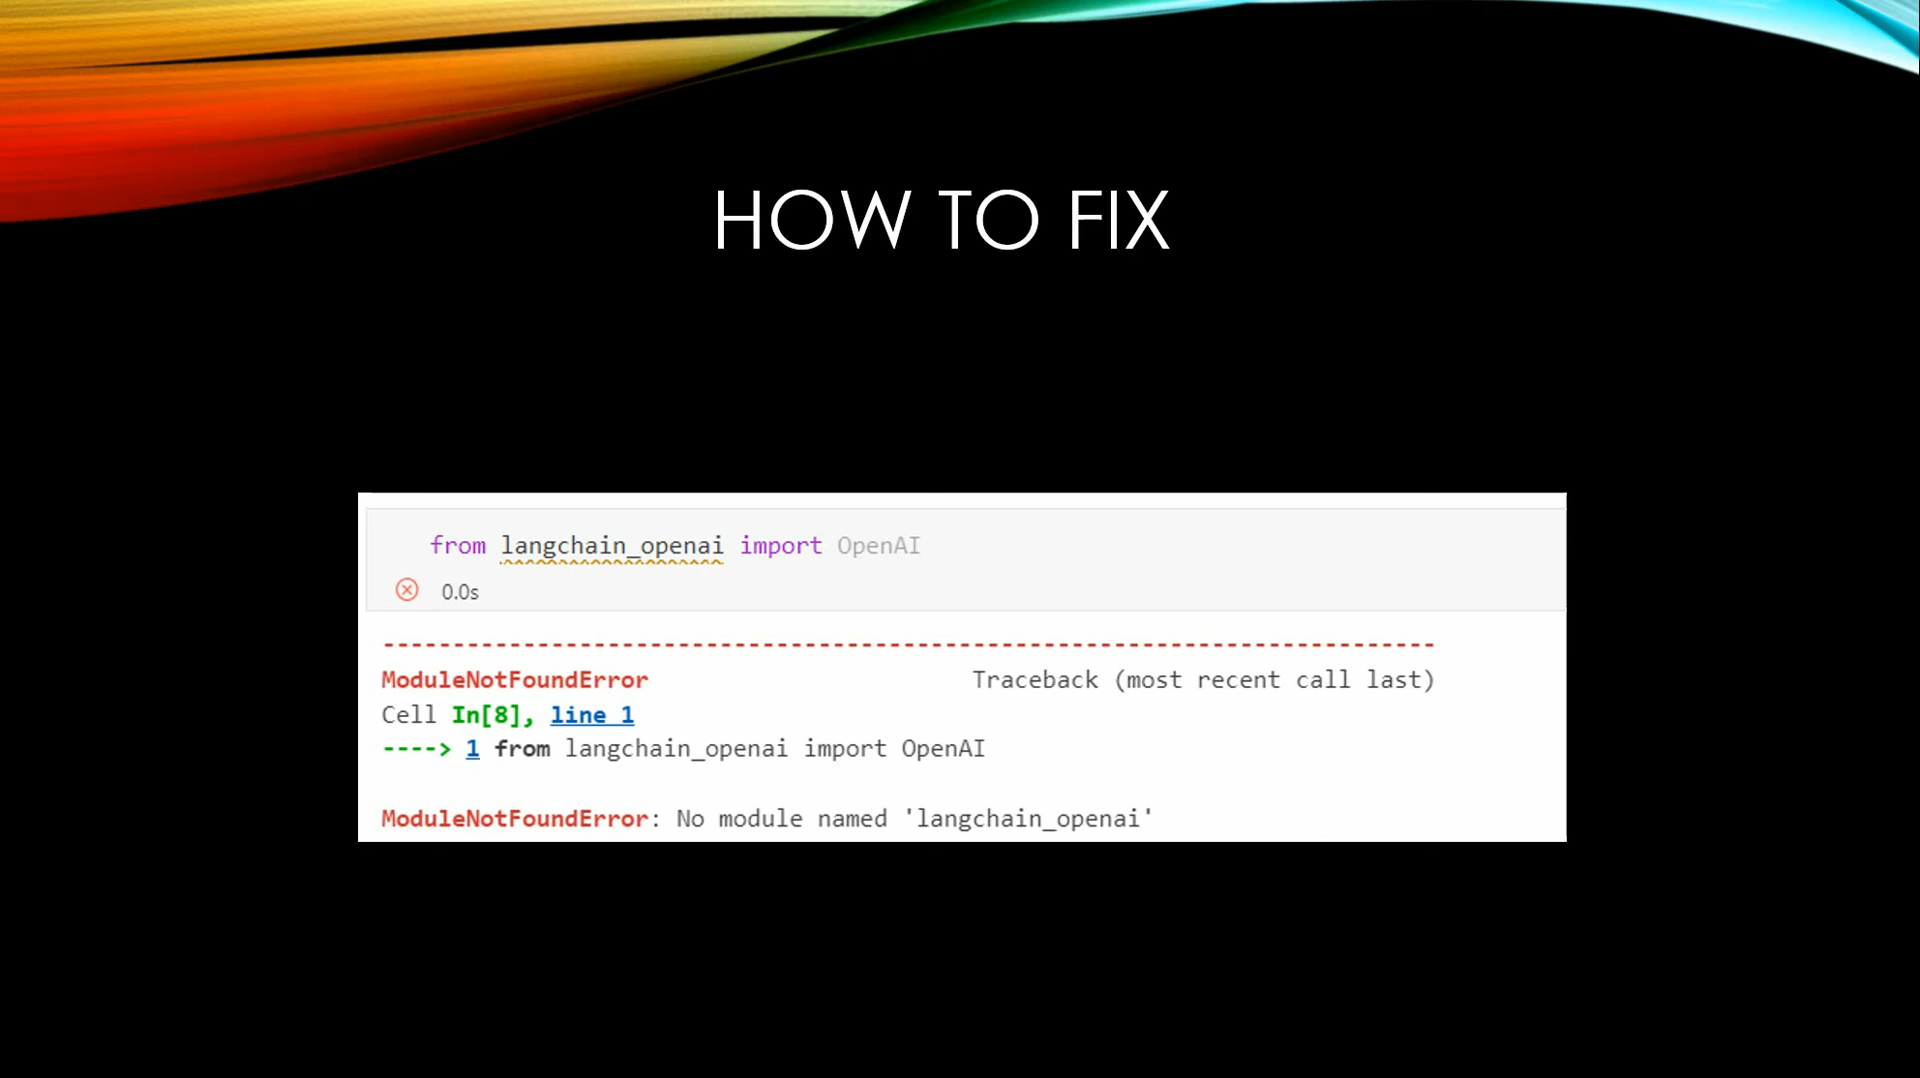 HOW TO FIX
from langchain_openai import OpenAI
0.0s
---------------------------------------------------------------------------
ModuleNotFoundError                       Traceback (most recent call last)
Cell In[8], line 1
----> 1 from langchain_openai import OpenAI
ModuleNotFoundError: No module named 'langchain_openai'